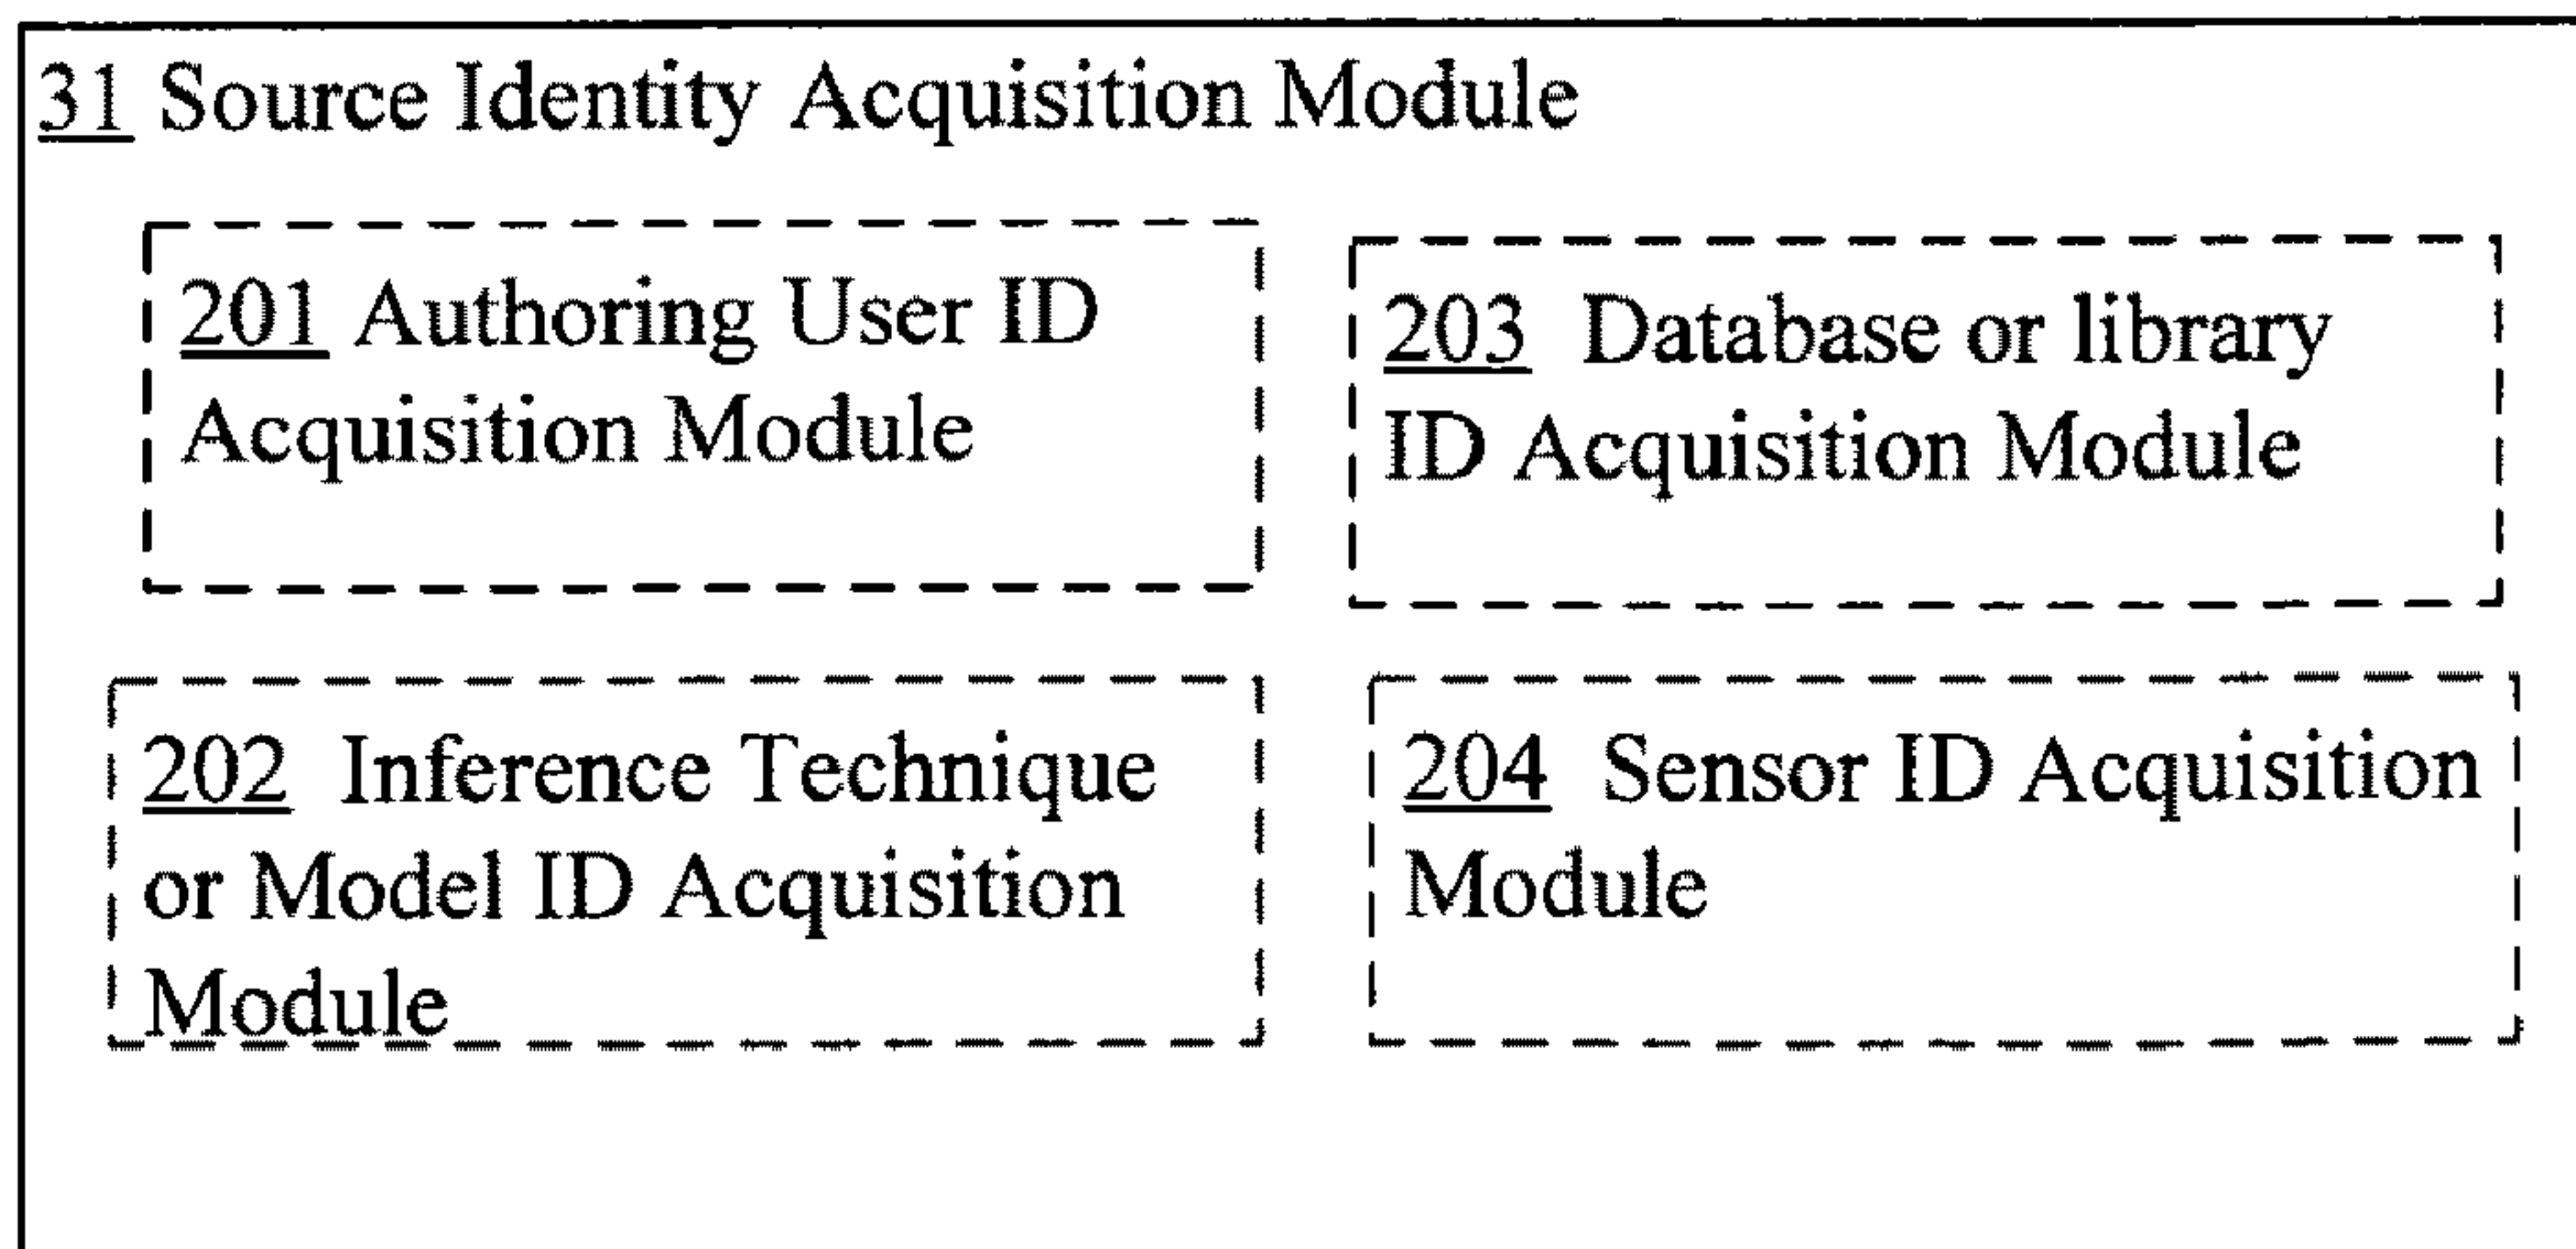 31 Source Identity Acquisition Module
201 Authoring User ID
Acquisition Module
203 Database or library
ID Acquisition Module
202 Inference Technique
or Model ID Acquisition
Module
204 Sensor ID Acquisition
Module